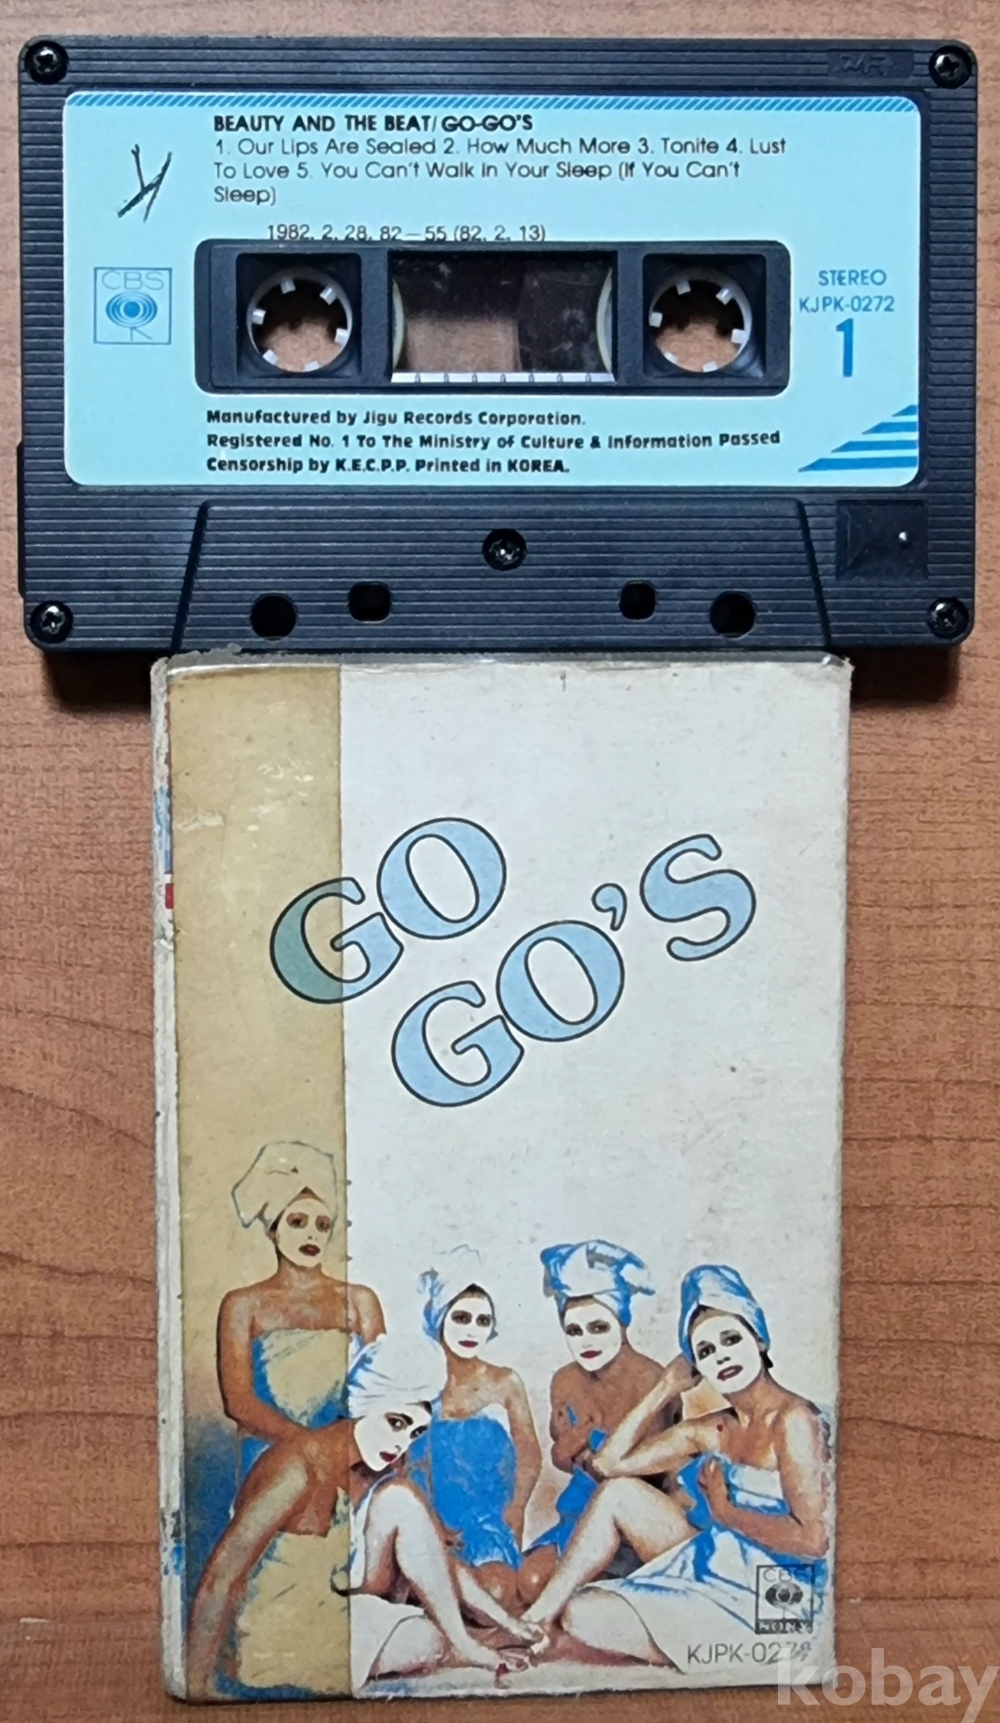 BEAUTY AND THE BEAT/GO-GO'S
1. Our Lips Are Sealed 2. How Much More 3. Tonite 4. Lust
To Love 5. You Can't Walk In Your Sleep (If You Can't
Sleep)
1982. 2. 28. 82-55 (82. 2. 13)
CBS
STEREO
KJPK-0272
1
Manufactured by Jigu Records Corporation.
Registered No. 1 To The Ministry of Culture & Information Passed
Censorship by K.E.C.P.P. Printed in KOREA.
GO
GO'S
CBS
SONY
KJPK-0272
kobay